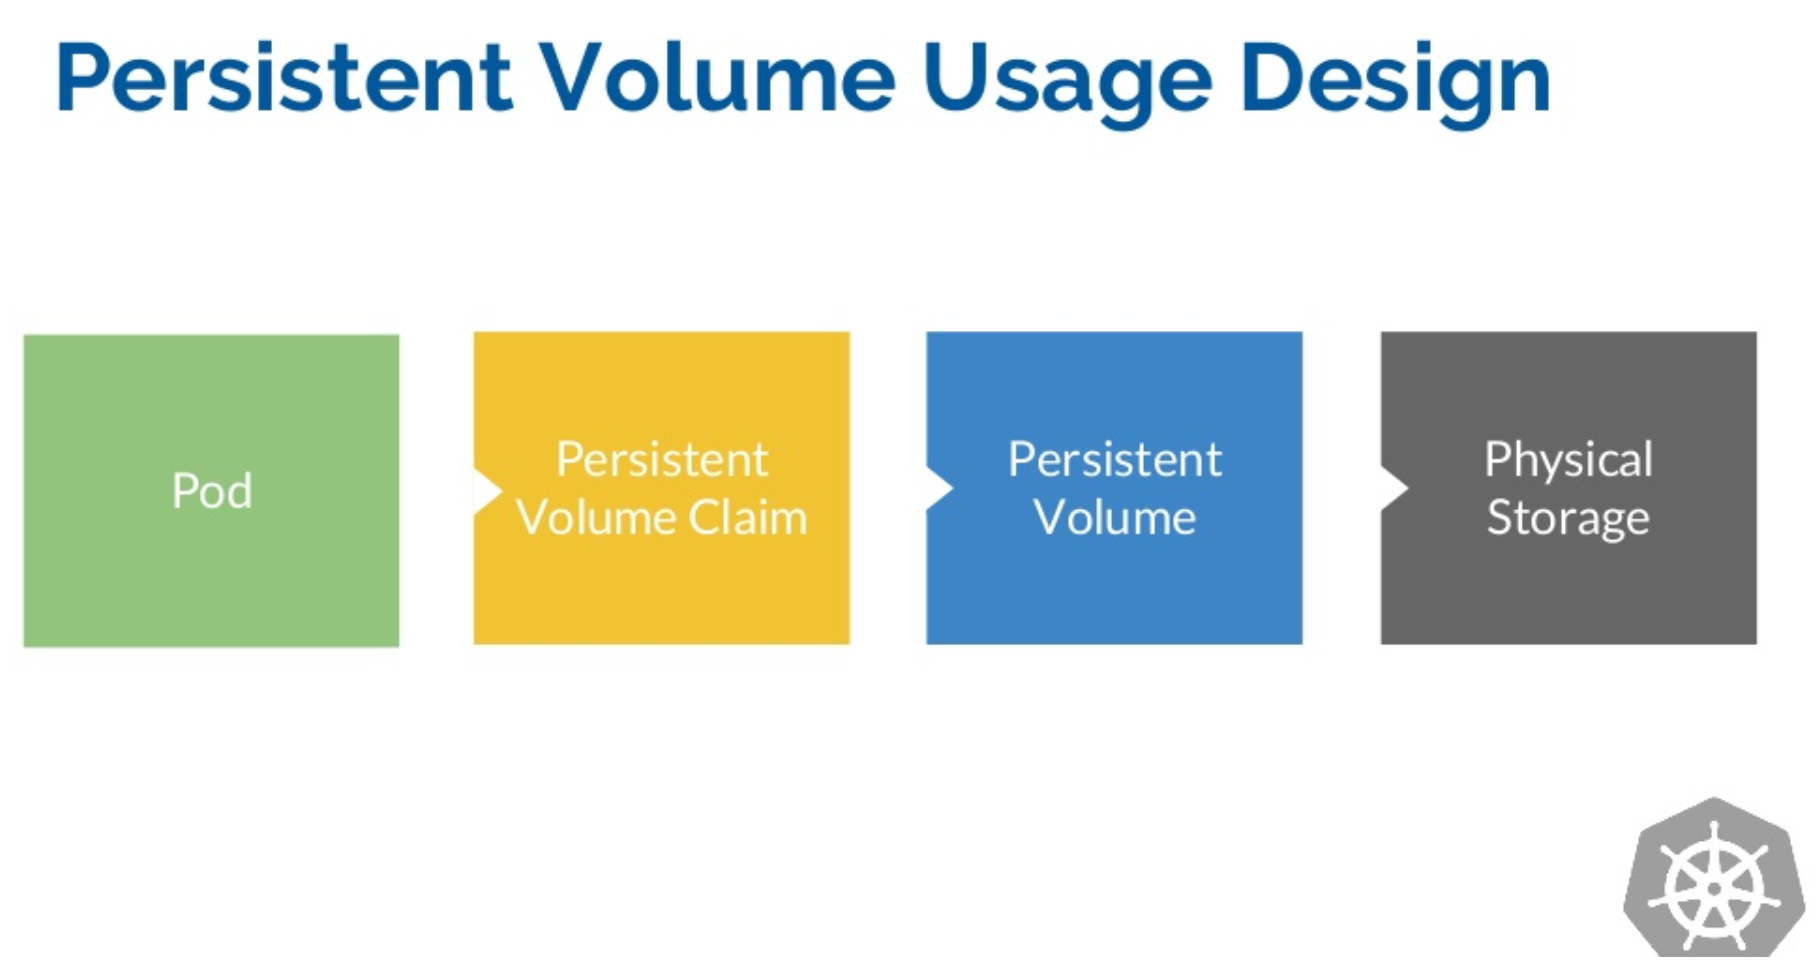 Persistent Volume Usage Design
Pod
Persistent
Volume Claim
Persistent
Volume
Physical
Storage